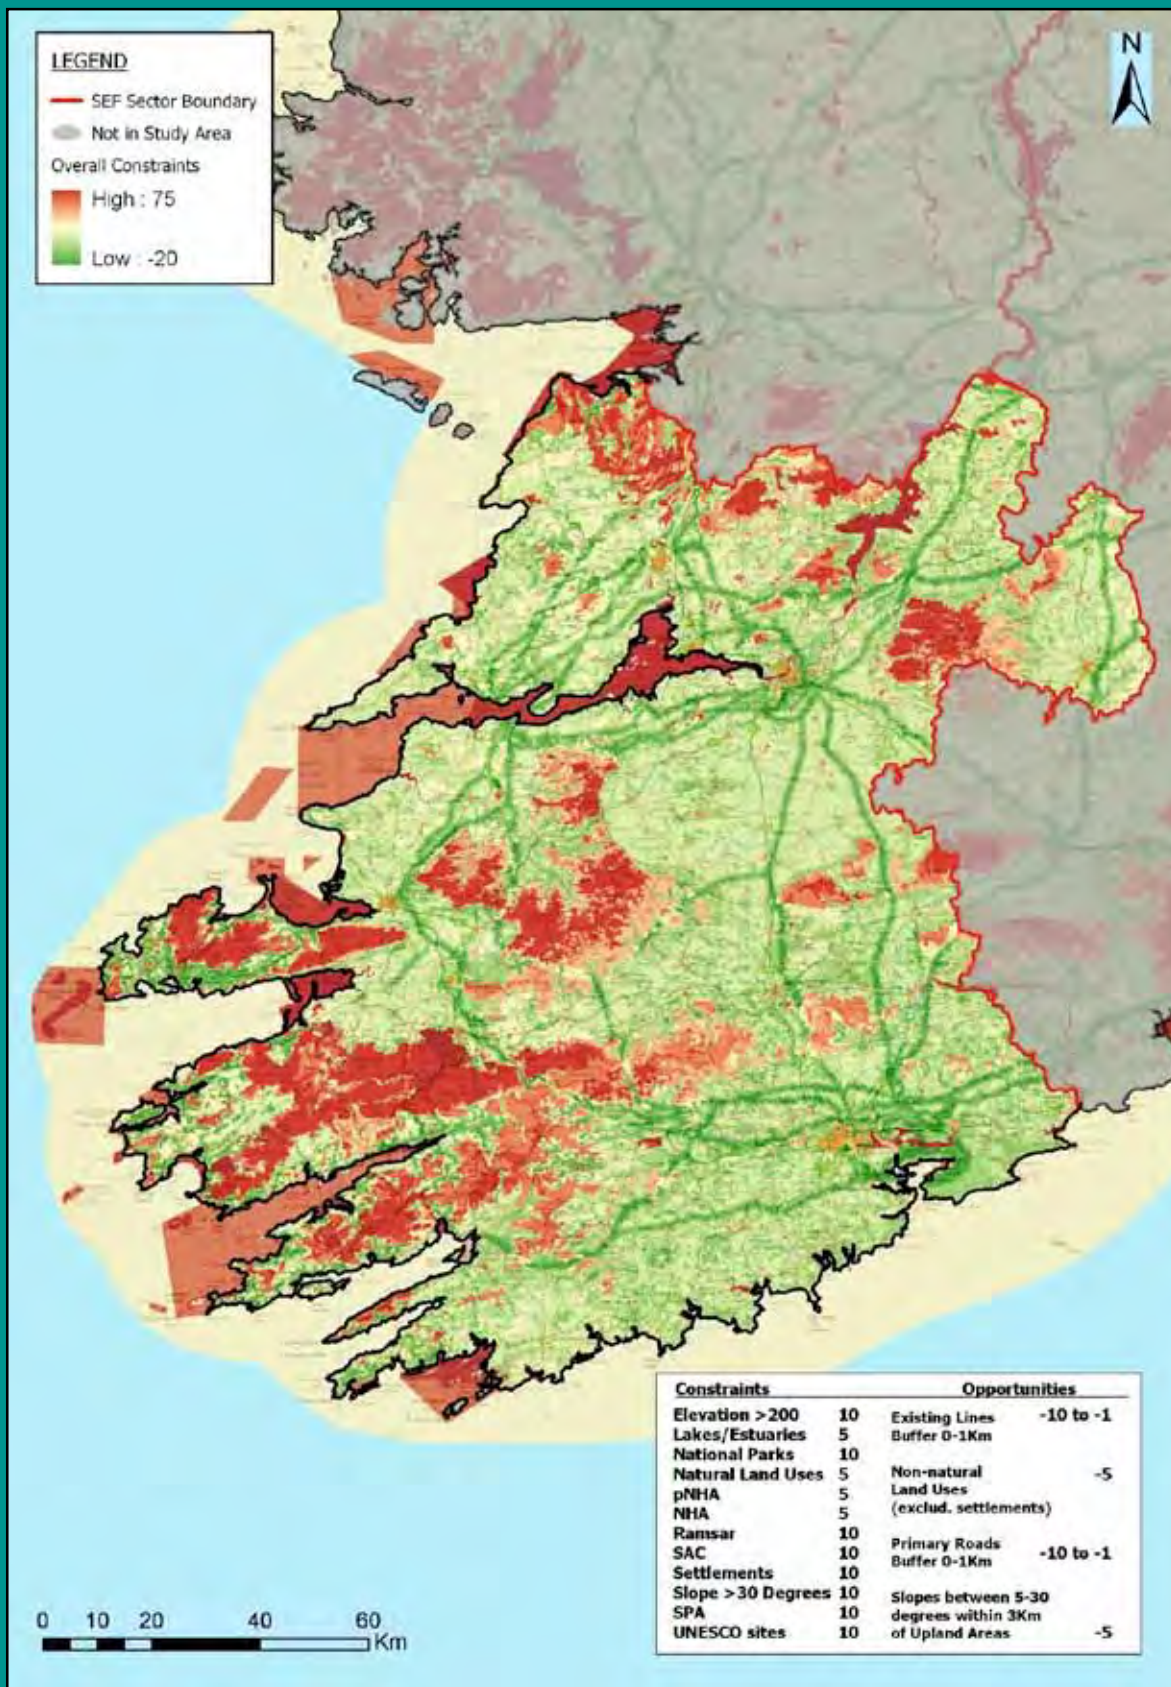 LEGEND
SEF Sector Boundary
Not in Study Area
Overall Constraints
High : 75
Low : -20
N
Constraints Opportunities
Elevation >200 10 Existing Lines -10 to -1
Lakes/Estuaries 5 Buffer 0-1Km
National Parks 10
Natural Land Uses 5 Non-natural -5
pNHA 5 Land Uses
NHA 5 (exclud. settlements)
Ramsar 10
SAC 10 Primary Roads -10 to -1
Settlements 10 Buffer 0-1Km
Slope >30 Degrees 10 Slopes between 5-30
SPA 10 degrees within 3Km
UNESCO sites 10 of Upland Areas -5
0 10 20 40 60
Km